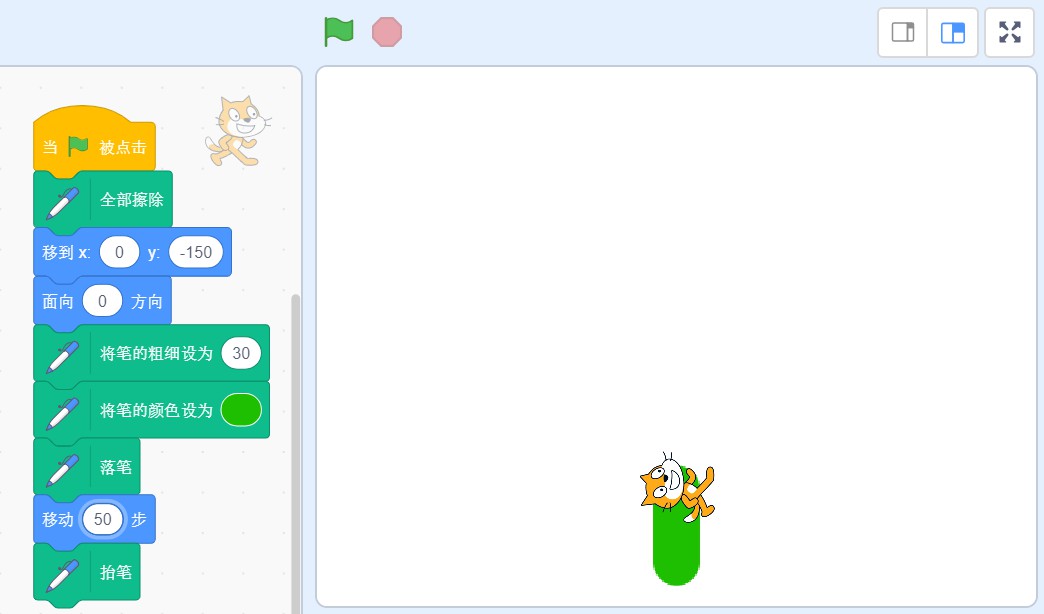 当 被点击
全部擦除
移到 x: 0 y: -150
面向 0 方向
将笔的粗细设为 30
将笔的颜色设为
落笔
移动 50 步
抬笔